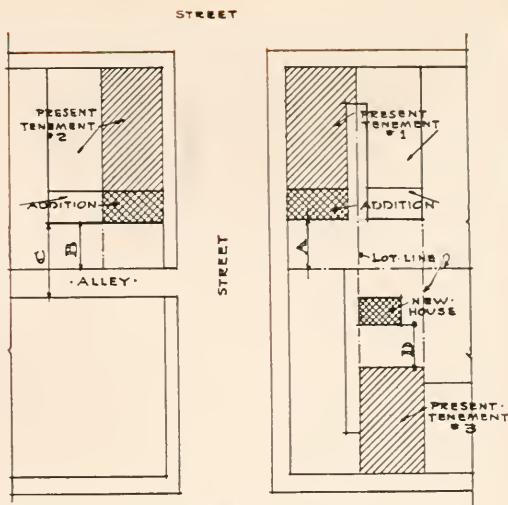 STREET
PRESENT
TENEMENT
#2
PRESENT
TENEMENT
#1
ADDITION
ADDITION
A
B
C
STREET
LOT LINE
·ALLEY·
NEW·
HOUSE
D
PRESENT·
TENEMENT
#3